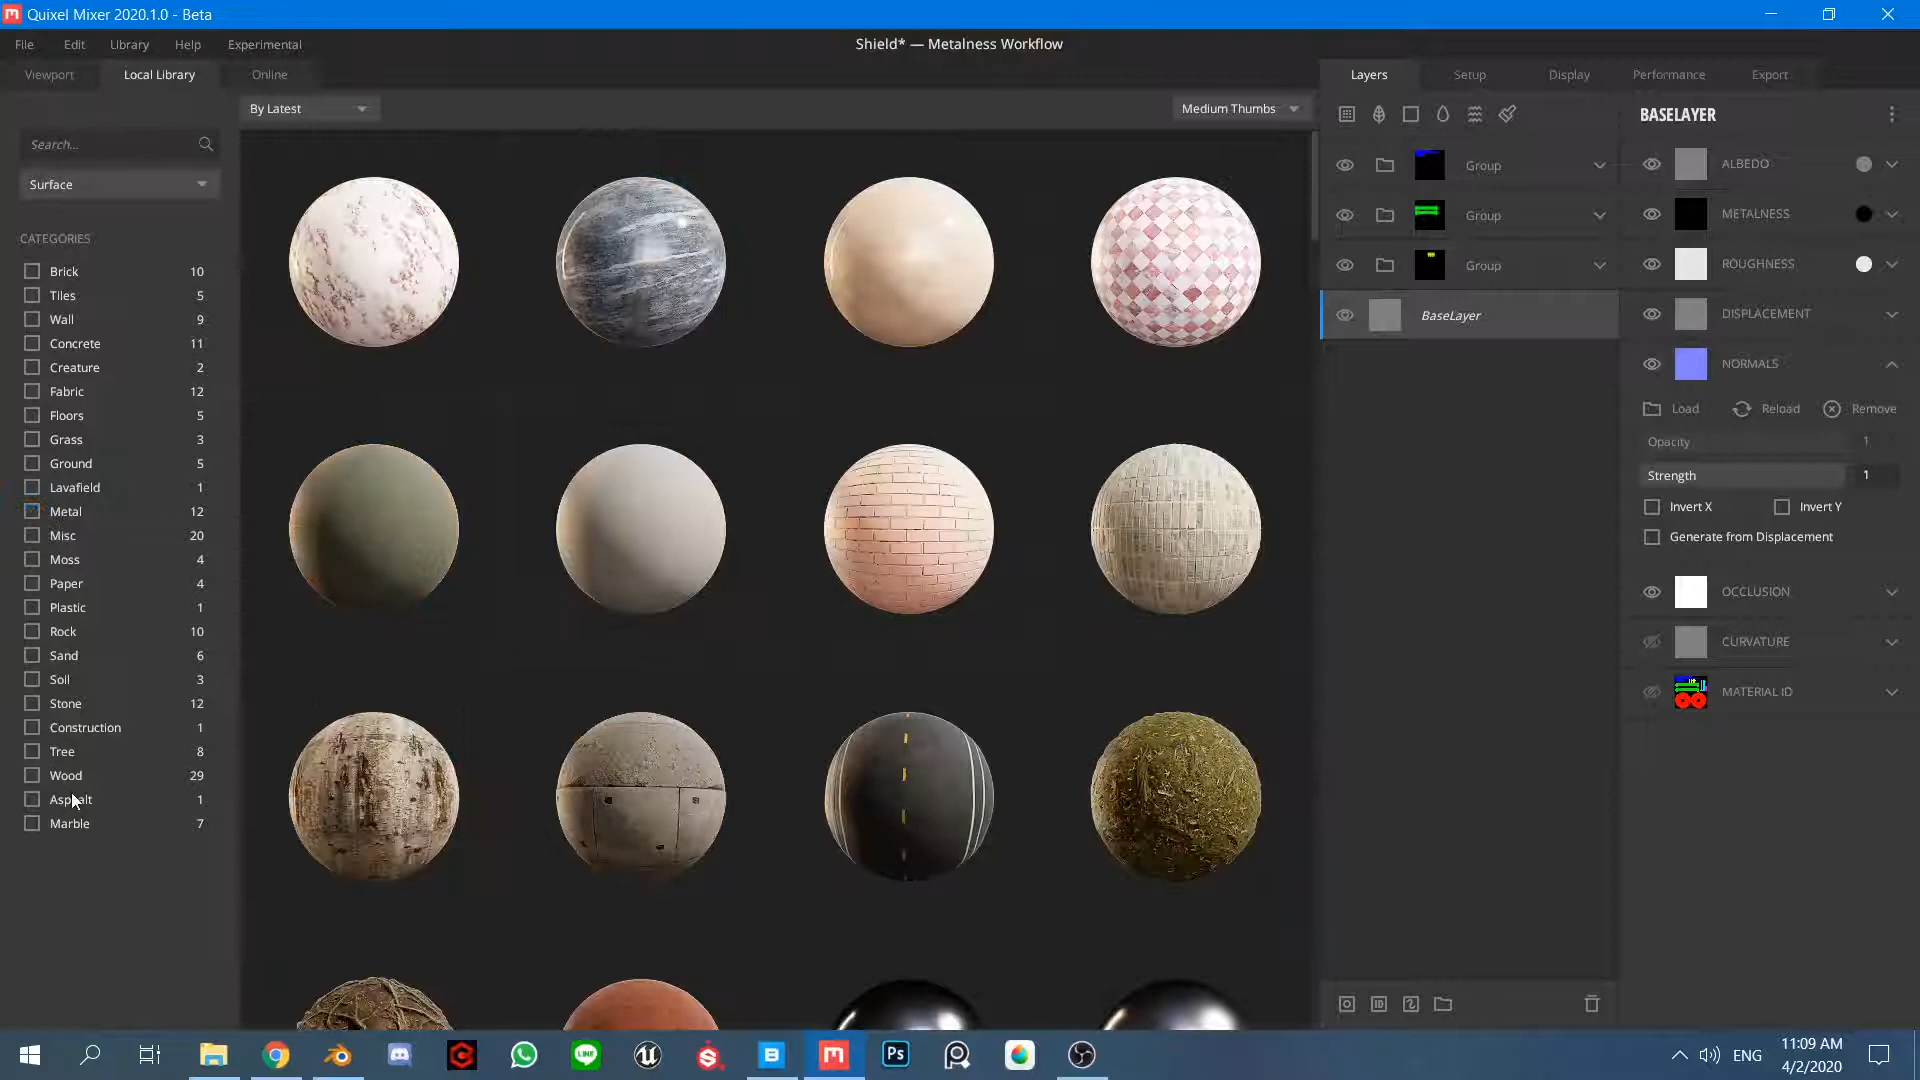 Quixel Mixer 2020.1.0 - Beta
File Edit Library Help Experimental
Shield* — Metalness Workflow
Viewport Local Library Online
Layers Setup Display Performance Export
By Latest
Medium Thumbs
BASELAYER
Search...
Surface
CATEGORIES
Brick 10
Tiles 5
Wall 9
Concrete 11
Creature 2
Fabric 12
Floors 5
Grass 3
Ground 5
Lavafield 1
Metal 12
Misc 20
Moss 4
Paper 4
Plastic 1
Rock 10
Sand 6
Soil 3
Stone 12
Construction 1
Tree 8
Wood 29
Asphalt 1
Marble 7
Group
Group
Group
BaseLayer
ALBEDO
METALNESS
ROUGHNESS
DISPLACEMENT
NORMALS
Load Reload Remove
Opacity 1
Strength 1
Invert X Invert Y
Generate from Displacement
OCCLUSION
CURVATURE
MATERIAL ID
ID
LINE
B
Ps
ENG
11:09 AM
4/2/2020